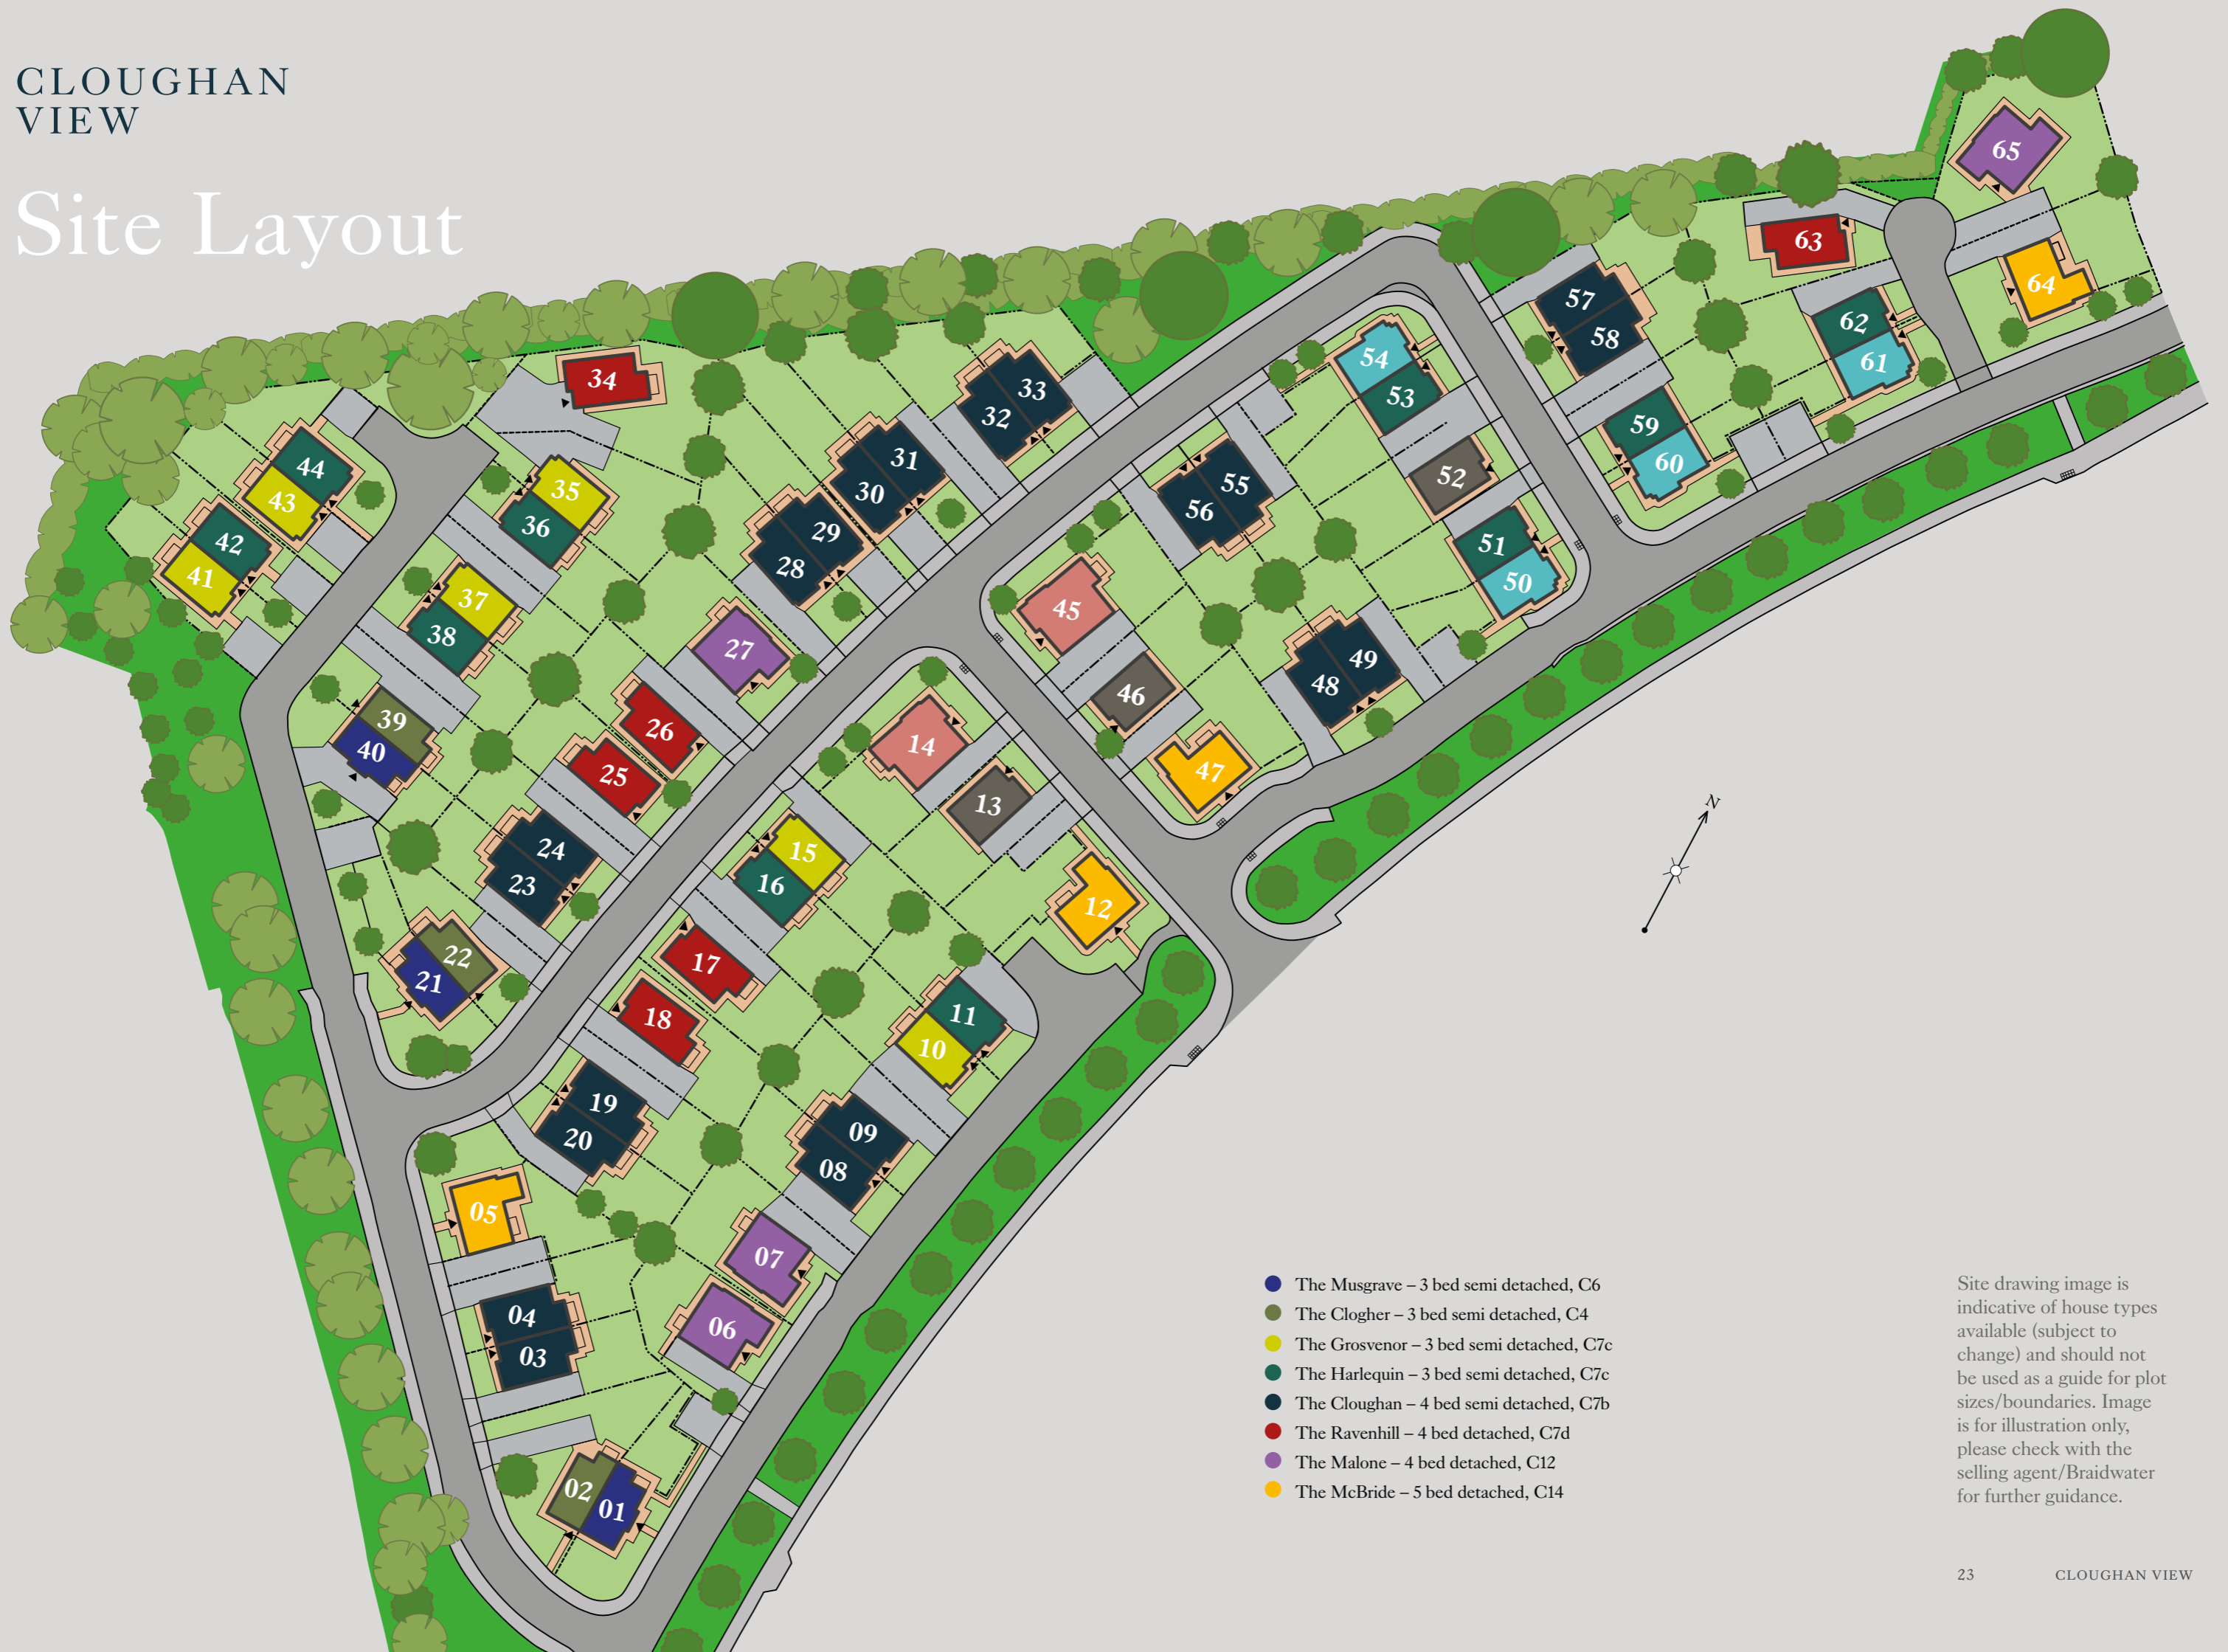 CLOUGHAN
VIEW
Site Layout
65
63
64
57
58
62
61
54
53
59
60
34
33
32
52
44
43
35
36
31
30
55
56
51
50
42
41
29
28
37
38
45
27
49
48
46
39
40
26
25
47
14
13
24
23
15
16
12
22
21
17
18
11
10
19
20
09
08
05
07
06
04
03
02
01
N
The Musgrave – 3 bed semi detached, C6
The Clogher – 3 bed semi detached, C4
The Grosvenor – 3 bed semi detached, C7c
The Harlequin – 3 bed semi detached, C7c
The Cloughan – 4 bed semi detached, C7b
The Ravenhill – 4 bed detached, C7d
The Malone – 4 bed detached, C12
The McBride – 5 bed detached, C14
Site drawing image is
indicative of house types
available (subject to
change) and should not
be used as a guide for plot
sizes/boundaries. Image
is for illustration only,
please check with the
selling agent/Braidwater
for further guidance.
23 CLOUGHAN VIEW